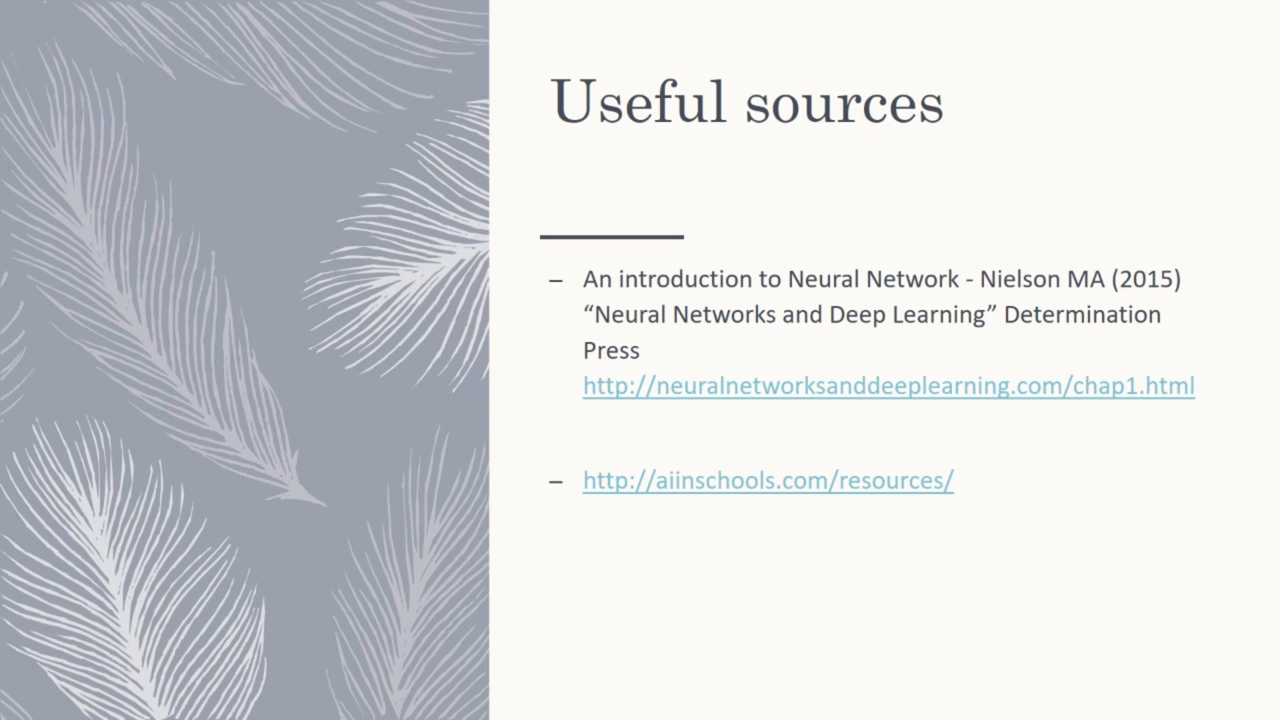 Useful sources
– An introduction to Neural Network - Nielson MA (2015)
“Neural Networks and Deep Learning” Determination
Press
http://neuralnetworksanddeeplearning.com/chap1.html
– http://aiinschools.com/resources/